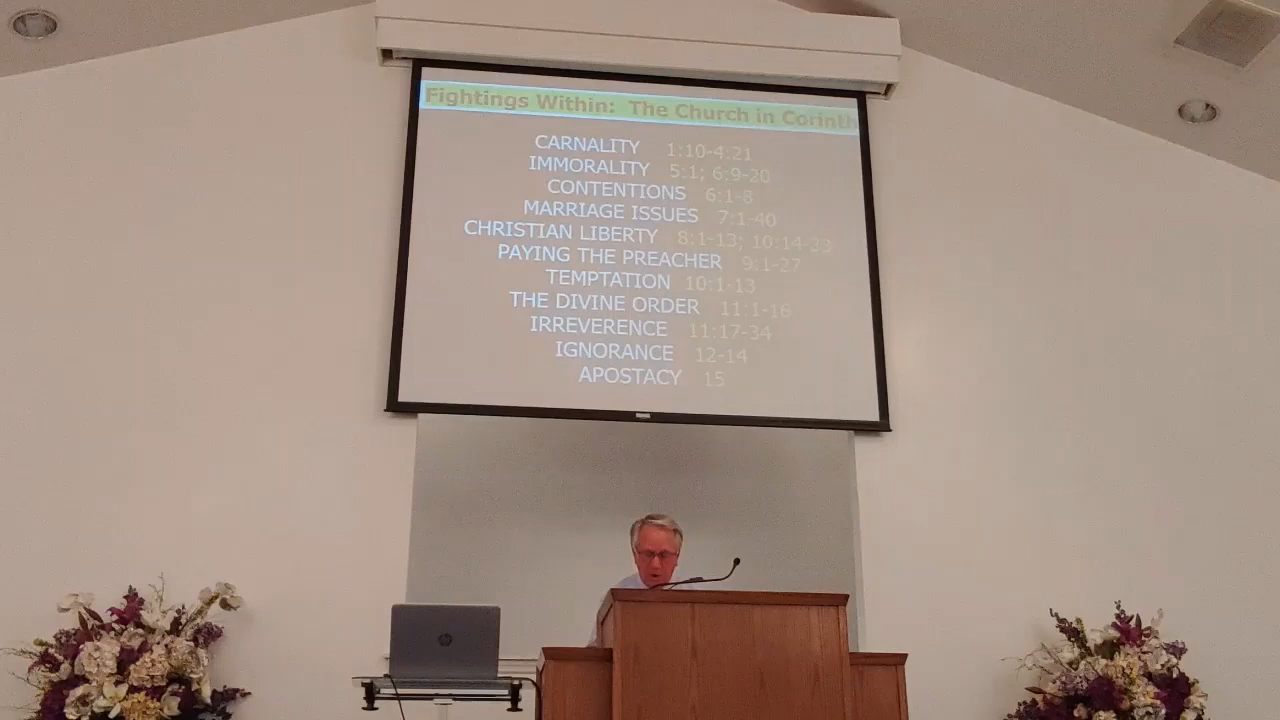 Fightings Within: The Church in Corinth
CARNALITY 1:10-4:21
IMMORALITY 5:1; 6:9-20
CONTENTIONS 6:1-8
MARRIAGE ISSUES 7:1-40
CHRISTIAN LIBERTY 8:1-13; 10:14-33
PAYING THE PREACHER 9:1-27
TEMPTATION 10:1-13
THE DIVINE ORDER 11:1-16
IRREVERENCE 11:17-34
IGNORANCE 12-14
APOSTACY 15
hp